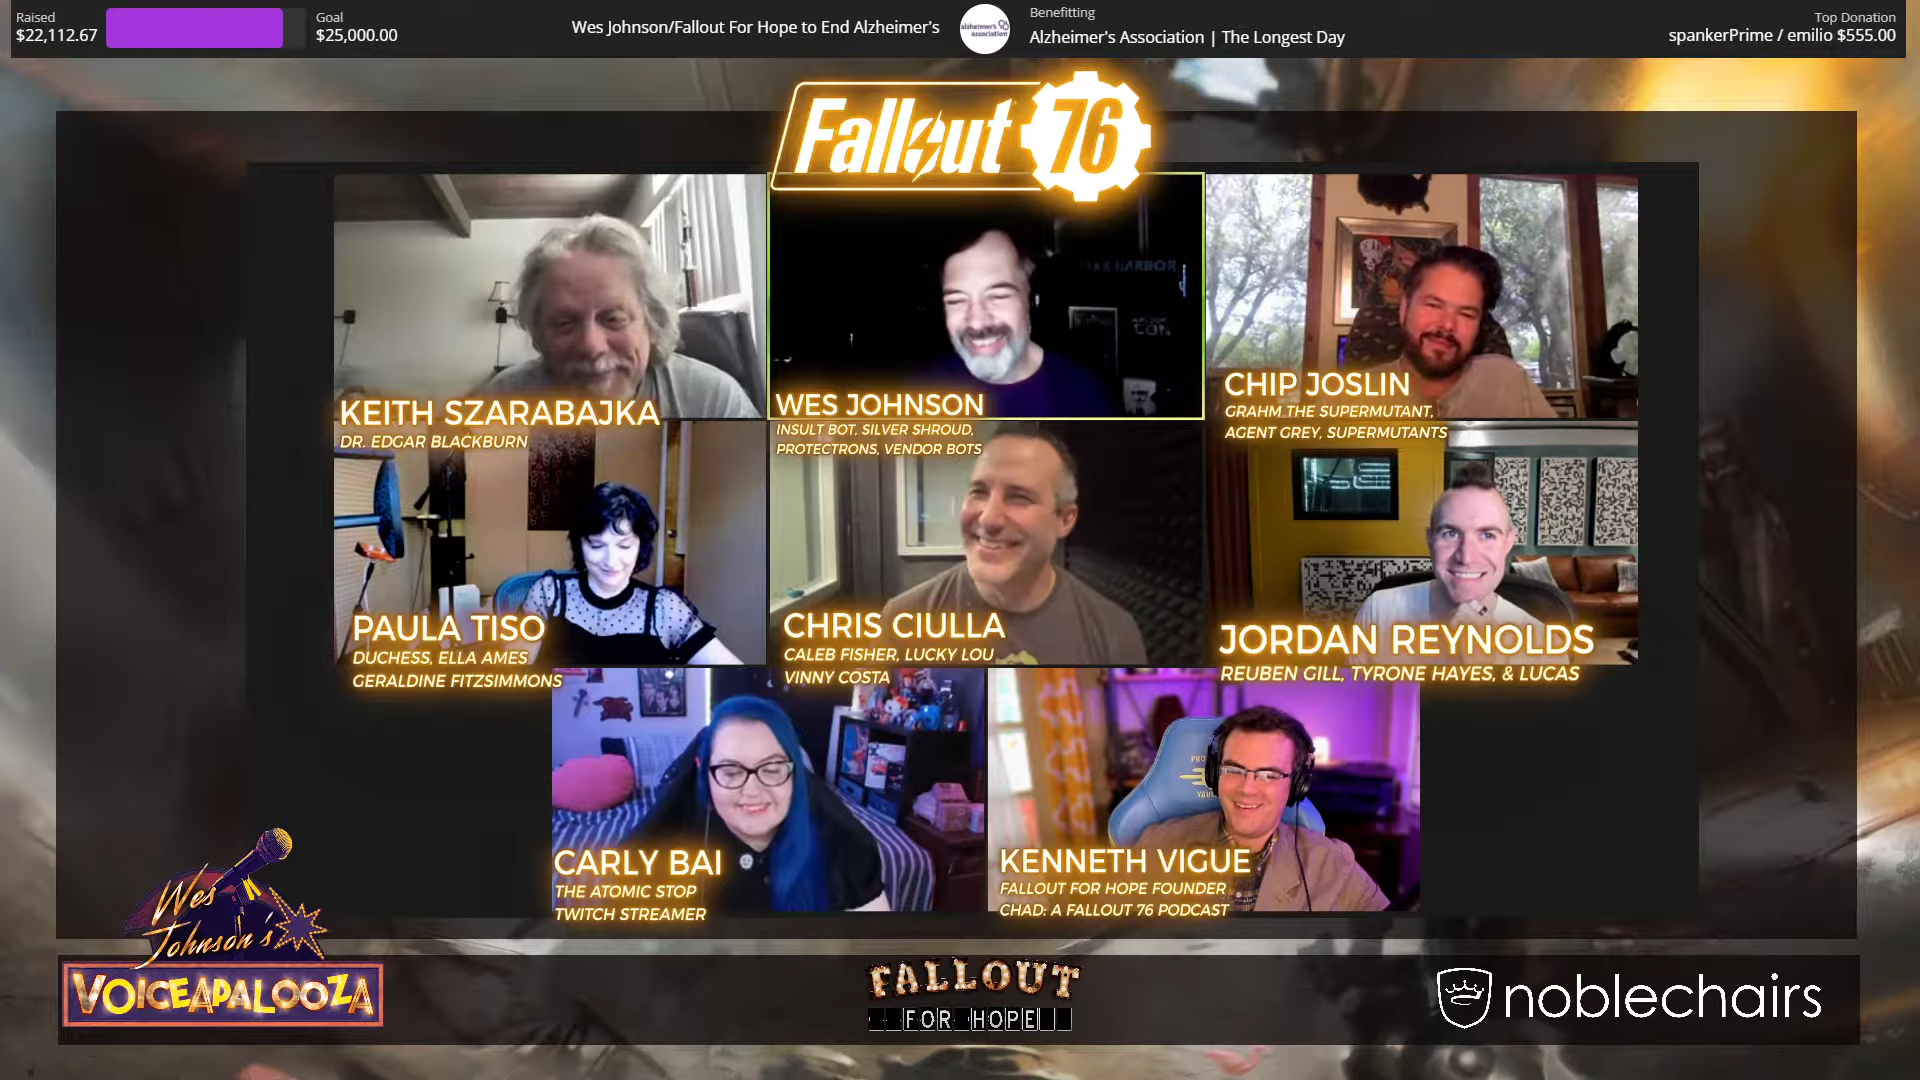 Raised
$22,112.67
Goal
$25,000.00
Wes Johnson/Fallout For Hope to End Alzheimer's
alzheimer's association
Benefitting
Alzheimer's Association | The Longest Day
Top Donation
spankerPrime / emilio $555.00
Fallout 76
KEITH SZARABAJKA
DR. EDGAR BLACKBURN
WES JOHNSON
INSULT BOT, SILVER SHROUD,
PROTECTRONS, VENDOR BOTS
CHIP JOSLIN
GRAHM THE SUPERMUTANT,
AGENT GREY, SUPERMUTANTS
HARBOR
CON
PAULA TISO
DUCHESS, ELLA AMES
GERALDINE FITZSIMMONS
CHRIS CIULLA
CALEB FISHER, LUCKY LOU
VINNY COSTA
JORDAN REYNOLDS
REUBEN GILL, TYRONE HAYES, & LUCAS
CARLY BAI
THE ATOMIC STOP
TWITCH STREAMER
KENNETH VIGUE
FALLOUT FOR HOPE FOUNDER
CHAD: A FALLOUT 76 PODCAST
Wes
Johnson's
VOICEAPALOOZA
FALLOUT
FOR HOPE
noblechairs